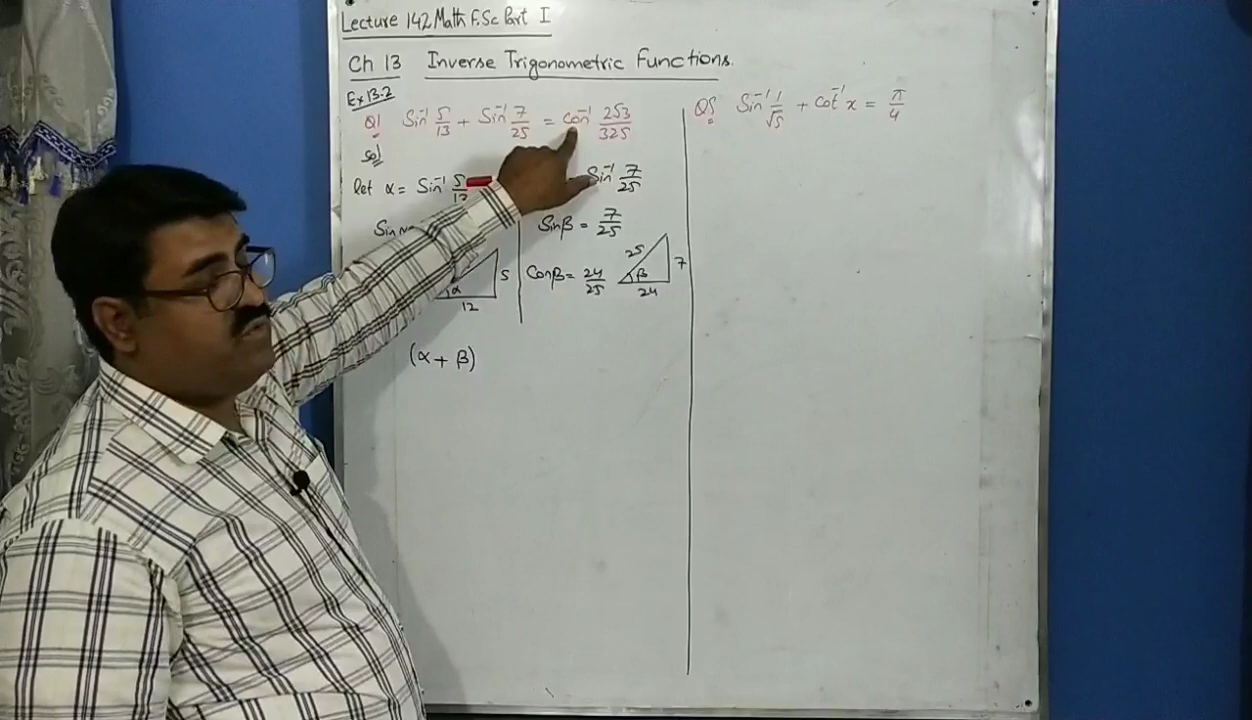 Lecture 142 Math F.Sc Part I
Ch 13 Inverse Trigonometric Functions.
Ex 13.2
Q1 Sin⁻¹ 5/13 + Sin⁻¹ 7/25 = Cos⁻¹ 253/325
Sol
let α = Sin⁻¹ 5/13
Sin
5
α
12
(α + β)
Sin⁻¹ 7/25
Sinβ = 7/25
Cosβ = 24/25
25
7
β
24
Q5 Sin⁻¹ 1/√5 + Cot⁻¹ x = π/4